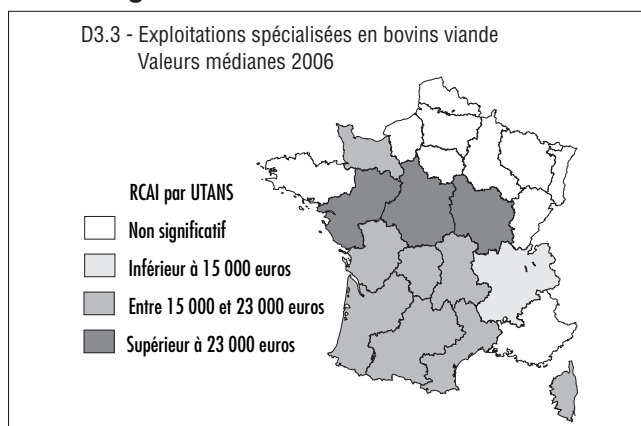 D3.3 - Exploitations spécialisées en bovins viande
Valeurs médianes 2006
RCAI par UTANS
Non significatif
Inférieur à 15 000 euros
Entre 15 000 et 23 000 euros
Supérieur à 23 000 euros